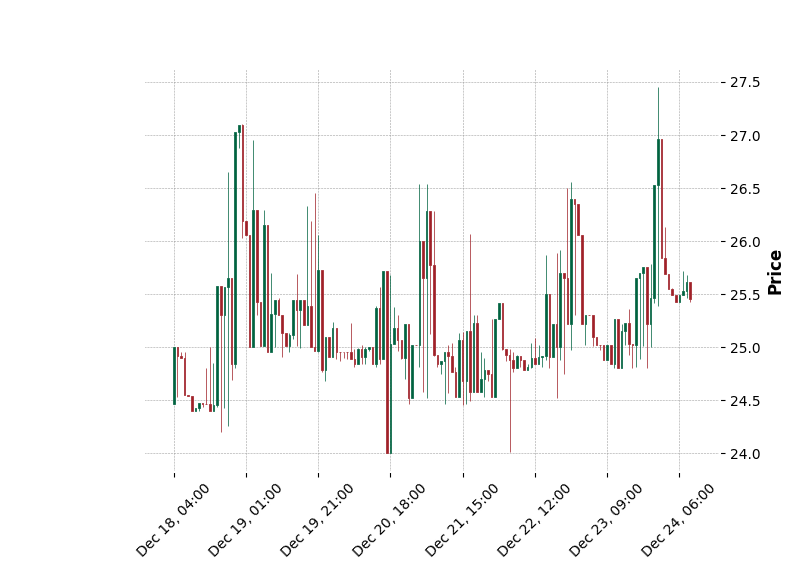 27.5
27.0
26.5
26.0
25.5
25.0
24.5
24.0
Price
Dec 18, 04:00
Dec 19, 01:00
Dec 19, 21:00
Dec 20, 18:00
Dec 21, 15:00
Dec 22, 12:00
Dec 23, 09:00
Dec 24, 06:00